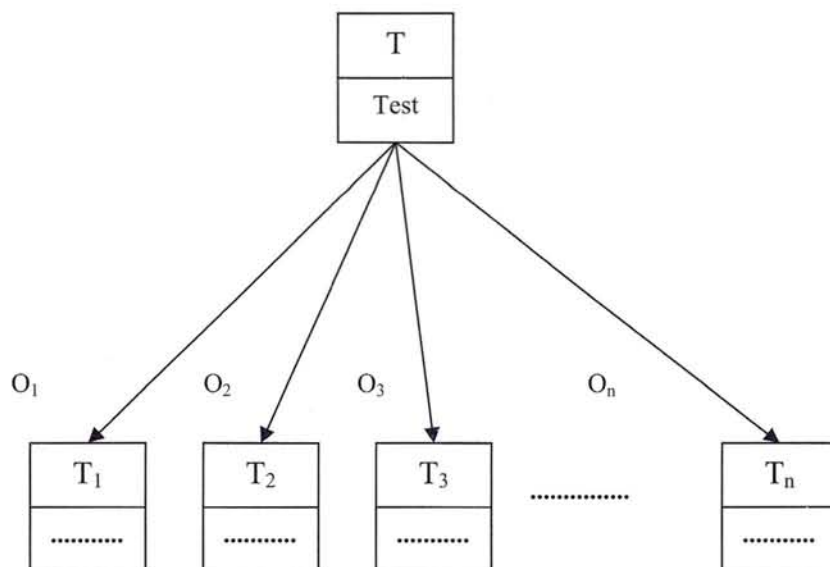 T
Test
O₁ O₂ O₃ Oₙ
T₁ T₂ T₃ ................ Tₙ
........... ........... ........... ...........